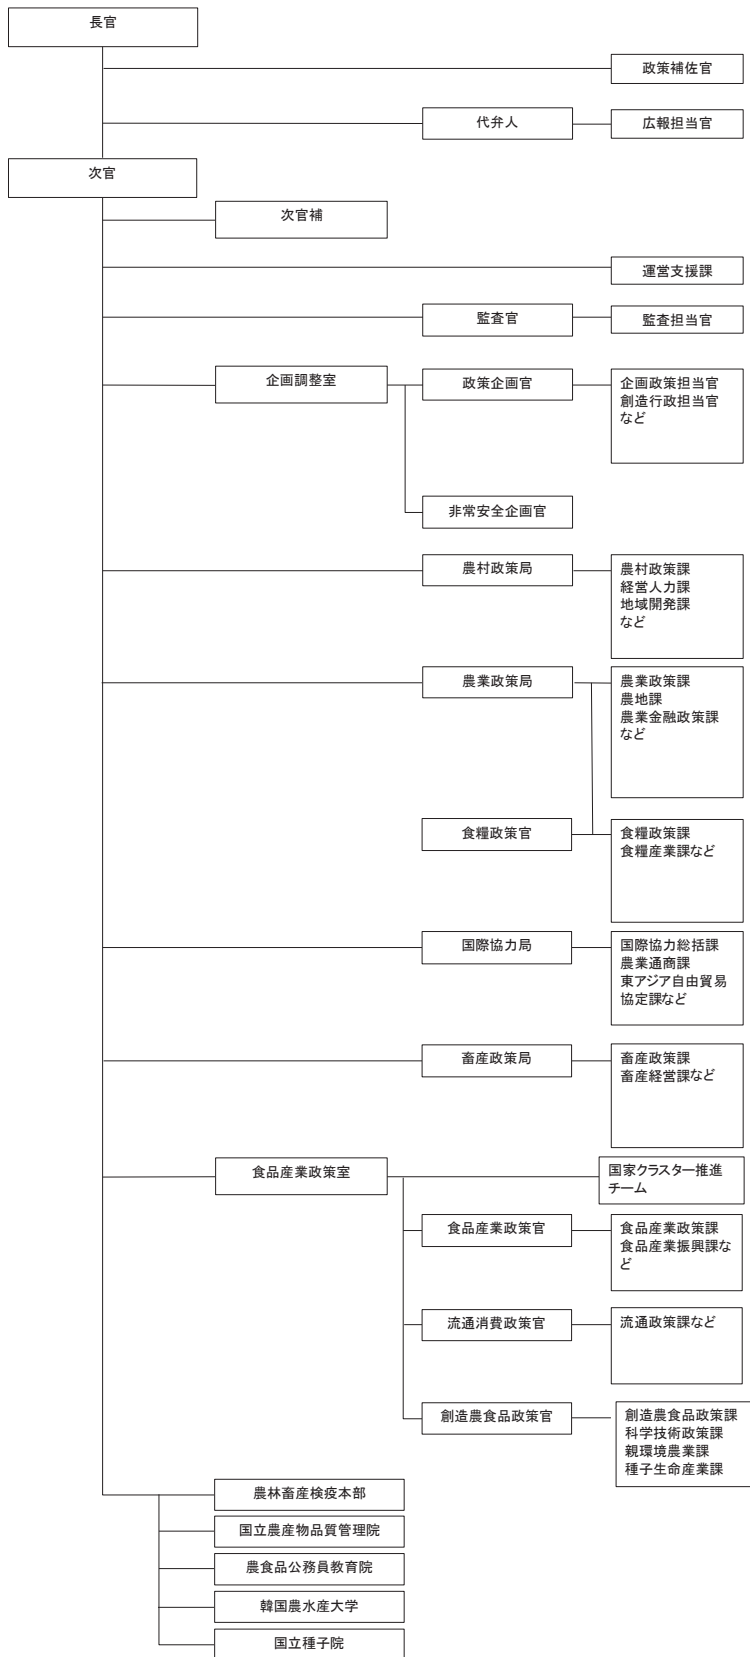 長官
政策補佐官
代弁人
広報担当官
次官
次官補
運営支援課
監査官
監査担当官
企画調整室
政策企画官
企画政策担当官
創造行政担当官
など
非常安全企画官
農村政策局
農村政策課
経営人力課
地域開発課
など
農業政策局
農業政策課
農地課
農業金融政策課
など
食糧政策官
食糧政策課
食糧産業課など
国際協力局
国際協力総括課
農業通商課
東アジア自由貿易
協定課など
畜産政策局
畜産政策課
畜産経営課など
食品産業政策室
国家クラスター推進
チーム
食品産業政策官
食品産業政策課
食品産業振興課な
ど
流通消費政策官
流通政策課など
創造農食品政策官
創造農食品政策課
科学技術政策課
親環境農業課
種子生命産業課
農林畜産検疫本部
国立農産物品質管理院
農食品公務員教育院
韓国農水産大学
国立種子院